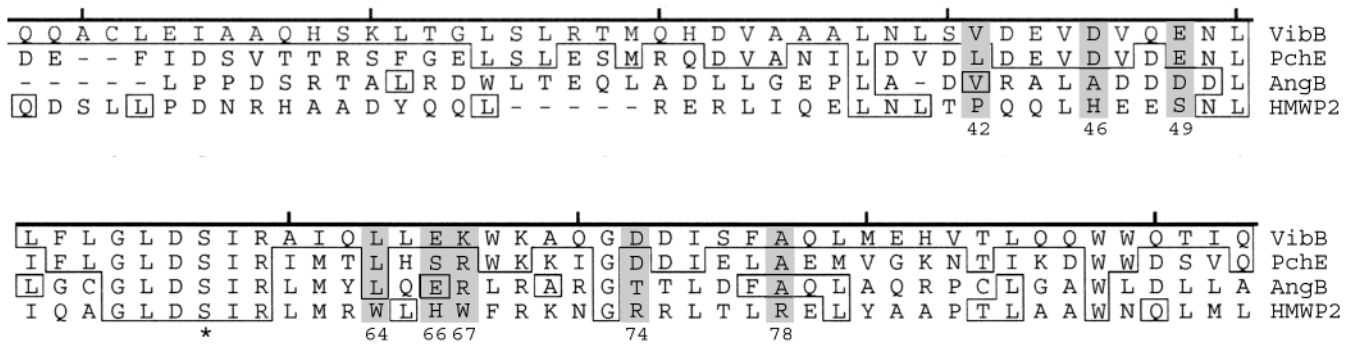 Q Q A C L E I A A Q H S K L T G L S L R T M Q H D V A A A L N L S V D E V D V Q E N L VibB
D E - - F I D S V T T R S F G E L S L E S M R Q D V A N I L D V D L D E V D V D E N L PchE
- - - - - L P P D S R T A L R D W L T E Q L A D L L G E P L A - D V R A L A D D D D L AngB
Q D S L L P D N R H A A D Y Q Q L - - - - - R E R L I Q E L N L T P Q Q L H E E S N L HMWP2
42 46 49
L F L G L D S I R A I Q L L E K W K A Q G D D I S F A Q L M E H V T L Q Q W W Q T I Q VibB
I F L G L D S I R I M T L H S R W K K I G D D I E L A E M V G K N T I K D W W D S V Q PchE
L G C G L D S I R L M Y L Q E R L R A R G T T L D F A Q L A Q R P C L G A W L D L L A AngB
I Q A G L D S I R L M R W L H W F R K N G R R L T L R E L Y A A P T L A A W N Q L M L HMWP2
* 64 66 67 74 78